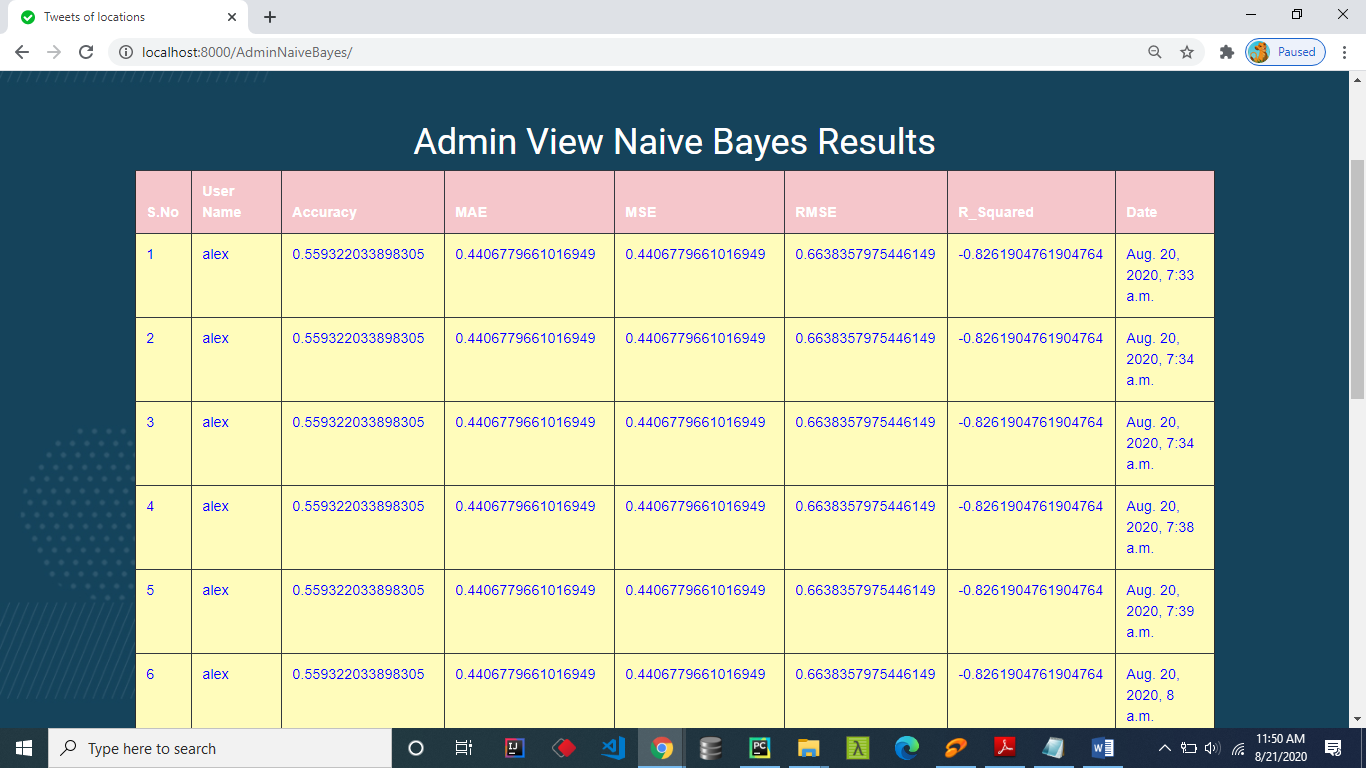 Tweets of locations
localhost:8000/AdminNaiveBayes/
Paused
Admin View Naive Bayes Results
S.No User Name Accuracy MAE MSE RMSE R_Squared Date
1 alex 0.559322033898305 0.4406779661016949 0.4406779661016949 0.6638357975446149 -0.8261904761904764 Aug. 20,
2020, 7:33
a.m.
2 alex 0.559322033898305 0.4406779661016949 0.4406779661016949 0.6638357975446149 -0.8261904761904764 Aug. 20,
2020, 7:34
a.m.
3 alex 0.559322033898305 0.4406779661016949 0.4406779661016949 0.6638357975446149 -0.8261904761904764 Aug. 20,
2020, 7:34
a.m.
4 alex 0.559322033898305 0.4406779661016949 0.4406779661016949 0.6638357975446149 -0.8261904761904764 Aug. 20,
2020, 7:38
a.m.
5 alex 0.559322033898305 0.4406779661016949 0.4406779661016949 0.6638357975446149 -0.8261904761904764 Aug. 20,
2020, 7:39
a.m.
6 alex 0.559322033898305 0.4406779661016949 0.4406779661016949 0.6638357975446149 -0.8261904761904764 Aug. 20,
2020, 8
a.m.
Type here to search
IJ
PC
W
11:50 AM
8/21/2020